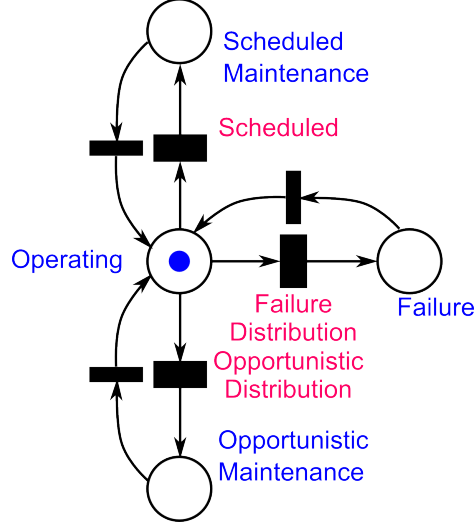 Scheduled
Maintenance
Scheduled
Operating
Failure
Failure
Distribution
Opportunistic
Distribution
Opportunistic
Maintenance